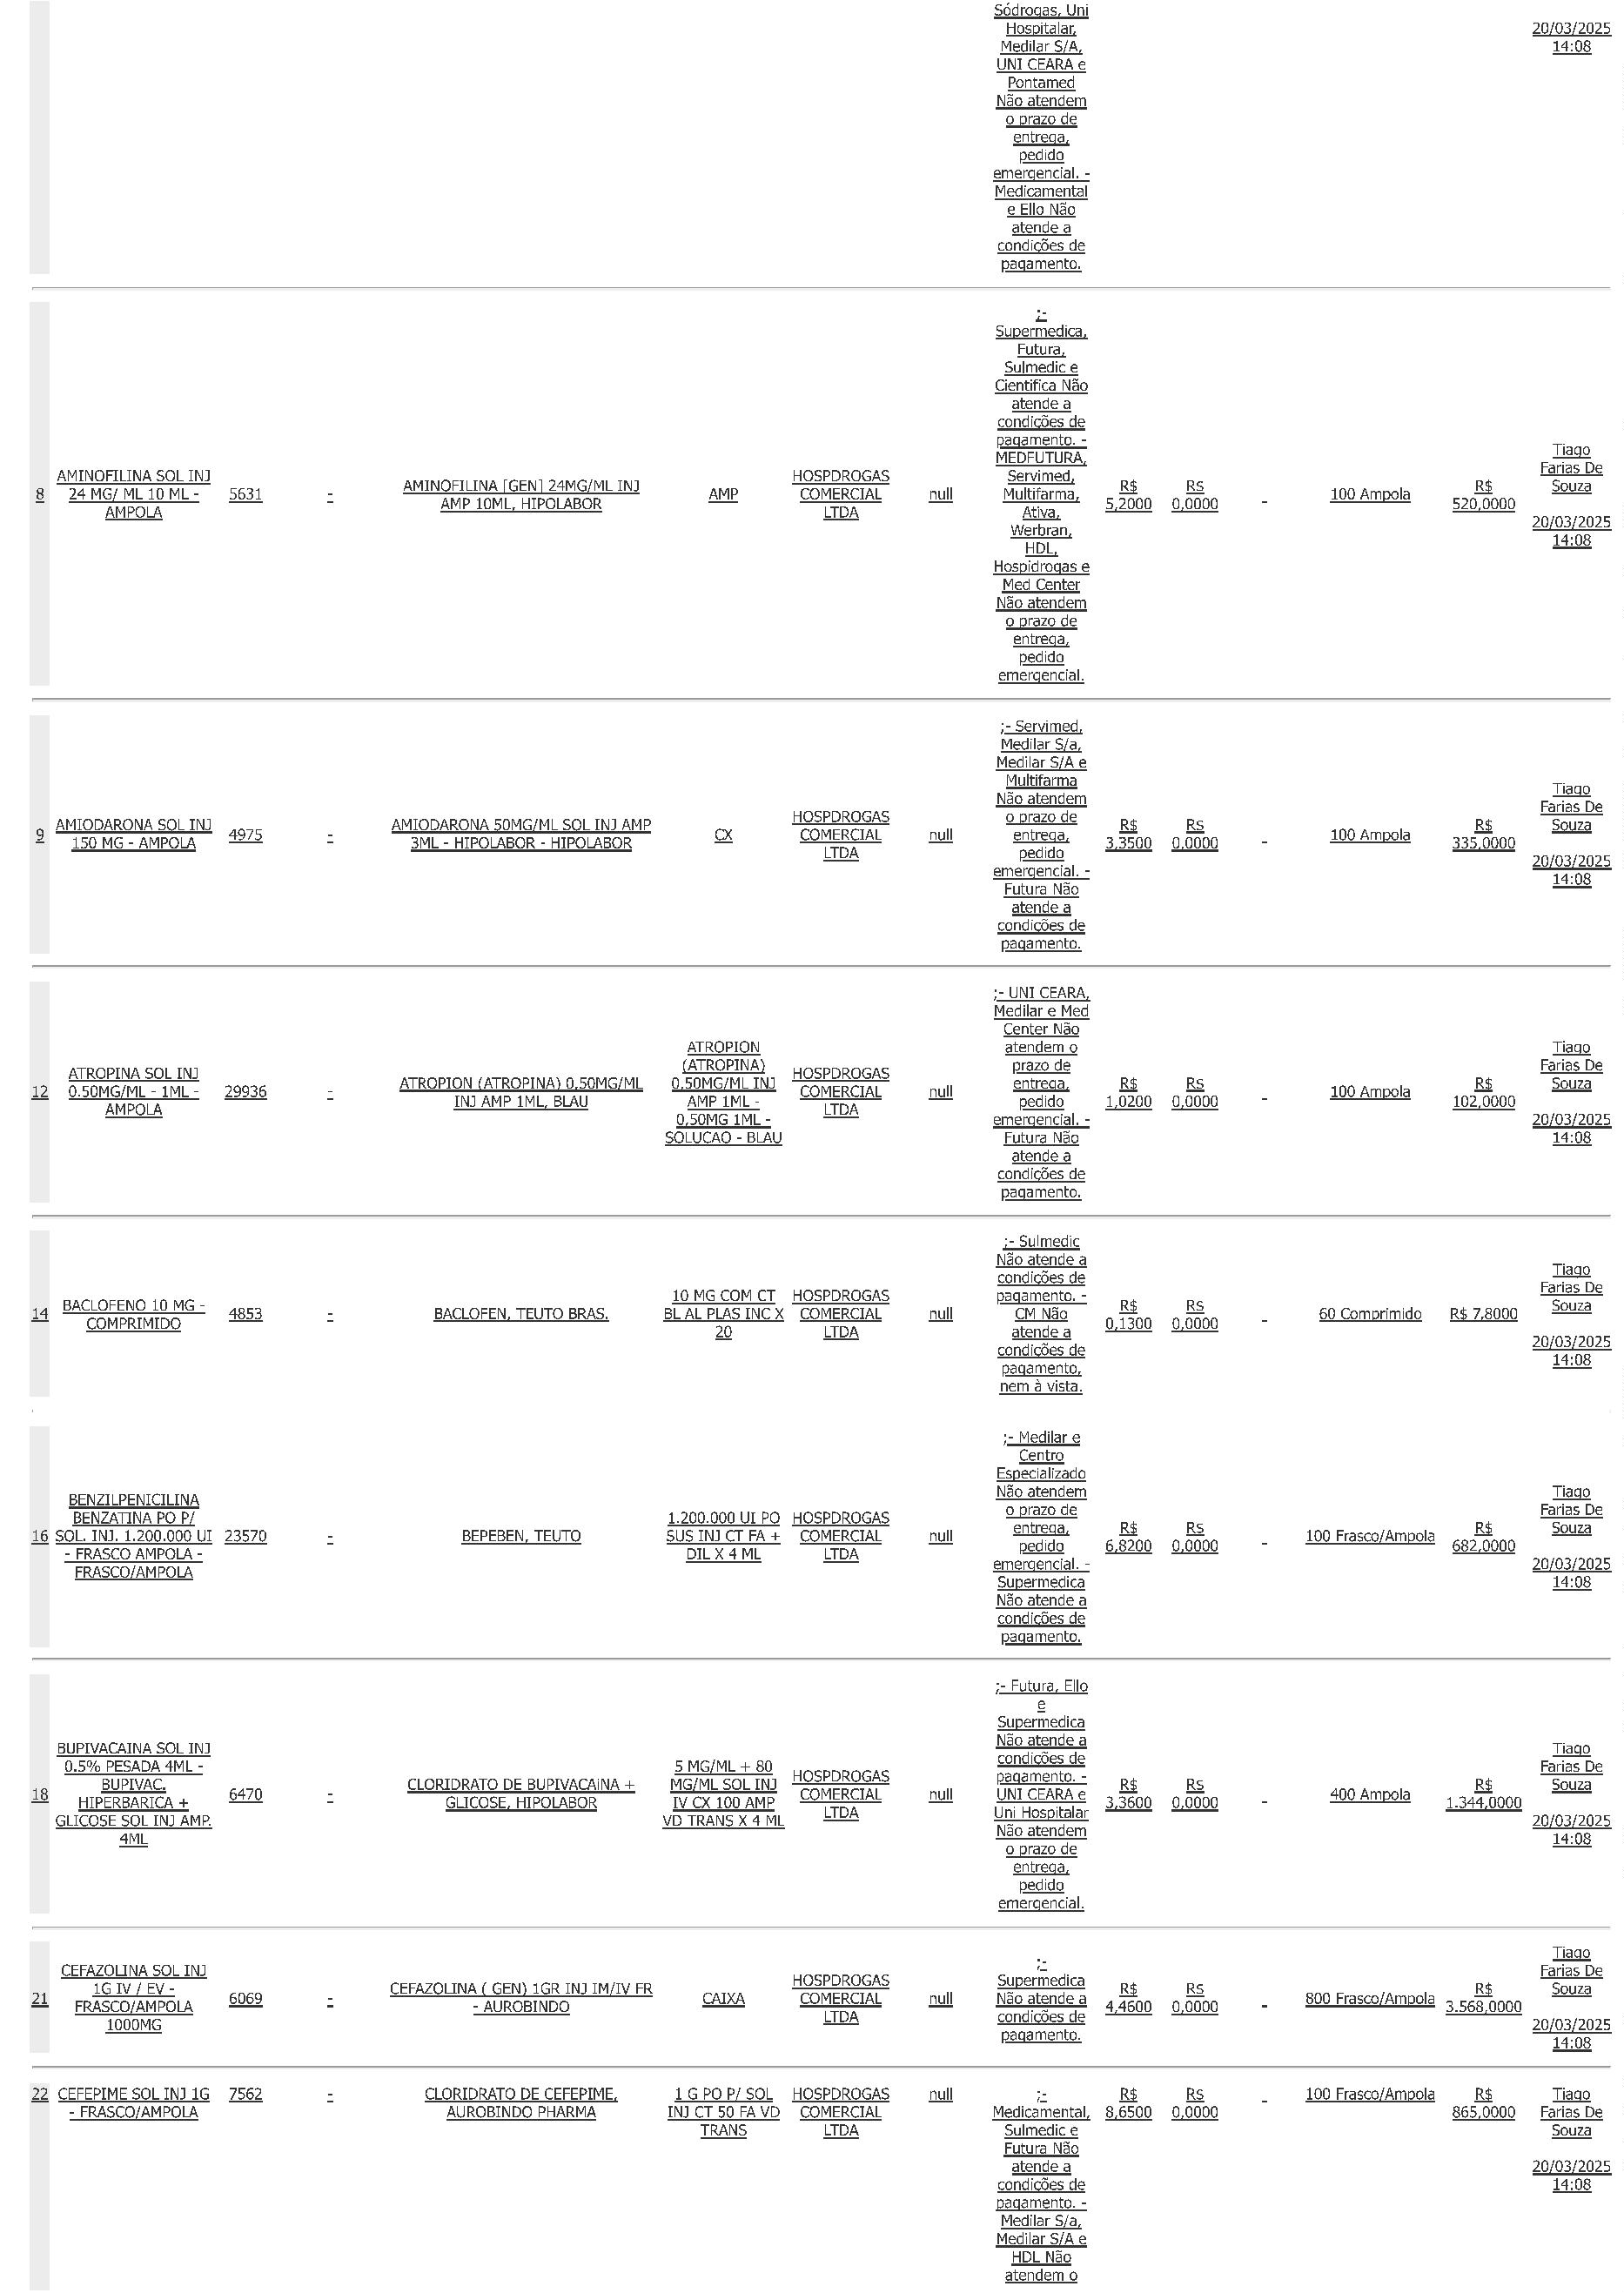 Sódrogas, Uni
Hospitalar,
Medilar S/A,
UNI CEARA e
Pontamed
Não atendem
o prazo de
entrega,
pedido
emergencial. -
Medicamental
e Ello Não
atende a
condições de
pagamento.
20/03/2025
14:08
8
AMINOFILINA SOL INJ
24 MG/ ML 10 ML -
AMPOLA
5631
-
AMINOFILINA [GEN] 24MG/ML INJ
AMP 10ML, HIPOLABOR
AMP
HOSPDROGAS
COMERCIAL
LTDA
null
;-
Supermedica,
Futura,
Sulmedic e
Cientifica Não
atende a
condições de
pagamento. -
MEDFUTURA,
Servimed,
Multifarma,
Ativa,
Werbran,
HDL,
Hospidrogas e
Med Center
Não atendem
o prazo de
entrega,
pedido
emergencial.
R$
5,2000
R$
0,0000
-
100 Ampola
R$
520,0000
Tiago
Farias De
Souza
20/03/2025
14:08
9
AMIODARONA SOL INJ
150 MG - AMPOLA
4975
-
AMIODARONA 50MG/ML SOL INJ AMP
3ML - HIPOLABOR - HIPOLABOR
CX
HOSPDROGAS
COMERCIAL
LTDA
null
;- Servimed,
Medilar S/a,
Medilar S/A e
Multifarma
Não atendem
o prazo de
entrega,
pedido
emergencial. -
Futura Não
atende a
condições de
pagamento.
R$
3,3500
R$
0,0000
-
100 Ampola
R$
335,0000
Tiago
Farias De
Souza
20/03/2025
14:08
12
ATROPINA SOL INJ
0.50MG/ML - 1ML -
AMPOLA
29936
-
ATROPION (ATROPINA) 0,50MG/ML
INJ AMP 1ML, BLAU
ATROPION
(ATROPINA)
0,50MG/ML INJ
AMP 1ML -
0,50MG 1ML -
SOLUCAO - BLAU
HOSPDROGAS
COMERCIAL
LTDA
null
;- UNI CEARA,
Medilar e Med
Center Não
atendem o
prazo de
entrega,
pedido
emergencial. -
Futura Não
atende a
condições de
pagamento.
R$
1,0200
R$
0,0000
-
100 Ampola
R$
102,0000
Tiago
Farias De
Souza
20/03/2025
14:08
14
BACLOFENO 10 MG -
COMPRIMIDO
4853
-
BACLOFEN, TEUTO BRAS.
10 MG COM CT
BL AL PLAS INC X
20
HOSPDROGAS
COMERCIAL
LTDA
null
;- Sulmedic
Não atende a
condições de
pagamento. -
CM Não
atende a
condições de
pagamento,
nem à vista.
R$
0,1300
R$
0,0000
-
60 Comprimido
R$ 7,8000
Tiago
Farias De
Souza
20/03/2025
14:08
16
BENZILPENICILINA
BENZATINA PO P/
SOL. INJ. 1.200.000 UI
- FRASCO AMPOLA -
FRASCO/AMPOLA
23570
-
BEPEBEN, TEUTO
1.200.000 UI PO
SUS INJ CT FA +
DIL X 4 ML
HOSPDROGAS
COMERCIAL
LTDA
null
;- Medilar e
Centro
Especializado
Não atendem
o prazo de
entrega,
pedido
emergencial. -
Supermedica
Não atende a
condições de
pagamento.
R$
6,8200
R$
0,0000
-
100 Frasco/Ampola
R$
682,0000
Tiago
Farias De
Souza
20/03/2025
14:08
18
BUPIVACAINA SOL INJ
0.5% PESADA 4ML -
BUPIVAC.
HIPERBARICA +
GLICOSE SOL INJ AMP.
4ML
6470
-
CLORIDRATO DE BUPIVACAíNA +
GLICOSE, HIPOLABOR
5 MG/ML + 80
MG/ML SOL INJ
IV CX 100 AMP
VD TRANS X 4 ML
HOSPDROGAS
COMERCIAL
LTDA
null
;- Futura, Ello
e
Supermedica
Não atende a
condições de
pagamento. -
UNI CEARA e
Uni Hospitalar
Não atendem
o prazo de
entrega,
pedido
emergencial.
R$
3,3600
R$
0,0000
-
400 Ampola
R$
1.344,0000
Tiago
Farias De
Souza
20/03/2025
14:08
21
CEFAZOLINA SOL INJ
1G IV / EV -
FRASCO/AMPOLA
1000MG
6069
-
CEFAZOLINA ( GEN) 1GR INJ IM/IV FR
- AUROBINDO
CAIXA
HOSPDROGAS
COMERCIAL
LTDA
null
;-
Supermedica
Não atende a
condições de
pagamento.
R$
4,4600
R$
0,0000
-
800 Frasco/Ampola
R$
3.568,0000
Tiago
Farias De
Souza
20/03/2025
14:08
22
CEFEPIME SOL INJ 1G
- FRASCO/AMPOLA
7562
-
CLORIDRATO DE CEFEPIME,
AUROBINDO PHARMA
1 G PO P/ SOL
INJ CT 50 FA VD
TRANS
HOSPDROGAS
COMERCIAL
LTDA
null
;-
Medicamental,
Sulmedic e
Futura Não
atende a
condições de
pagamento. -
Medilar S/a,
Medilar S/A e
HDL Não
atendem o
R$
8,6500
R$
0,0000
-
100 Frasco/Ampola
R$
865,0000
Tiago
Farias De
Souza
20/03/2025
14:08